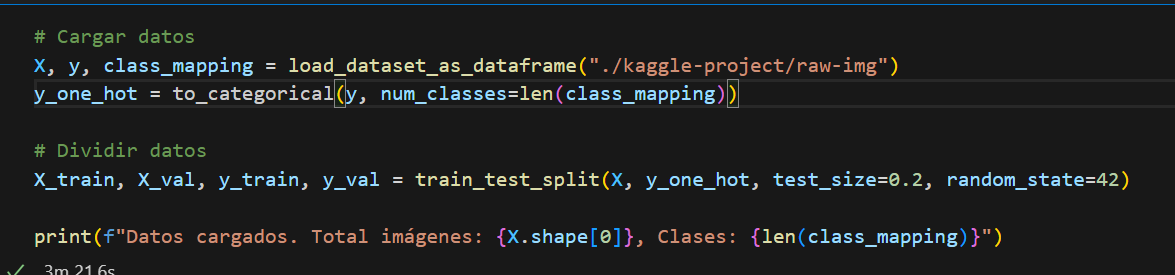 # Cargar datos
X, y, class_mapping = load_dataset_as_dataframe("./kaggle-project/raw-img")
y_one_hot = to_categorical(y, num_classes=len(class_mapping))
# Dividir datos
X_train, X_val, y_train, y_val = train_test_split(X, y_one_hot, test_size=0.2, random_state=42)
print(f"Datos cargados. Total imágenes: {X.shape[0]}, Clases: {len(class_mapping)}")
3m 21.6s